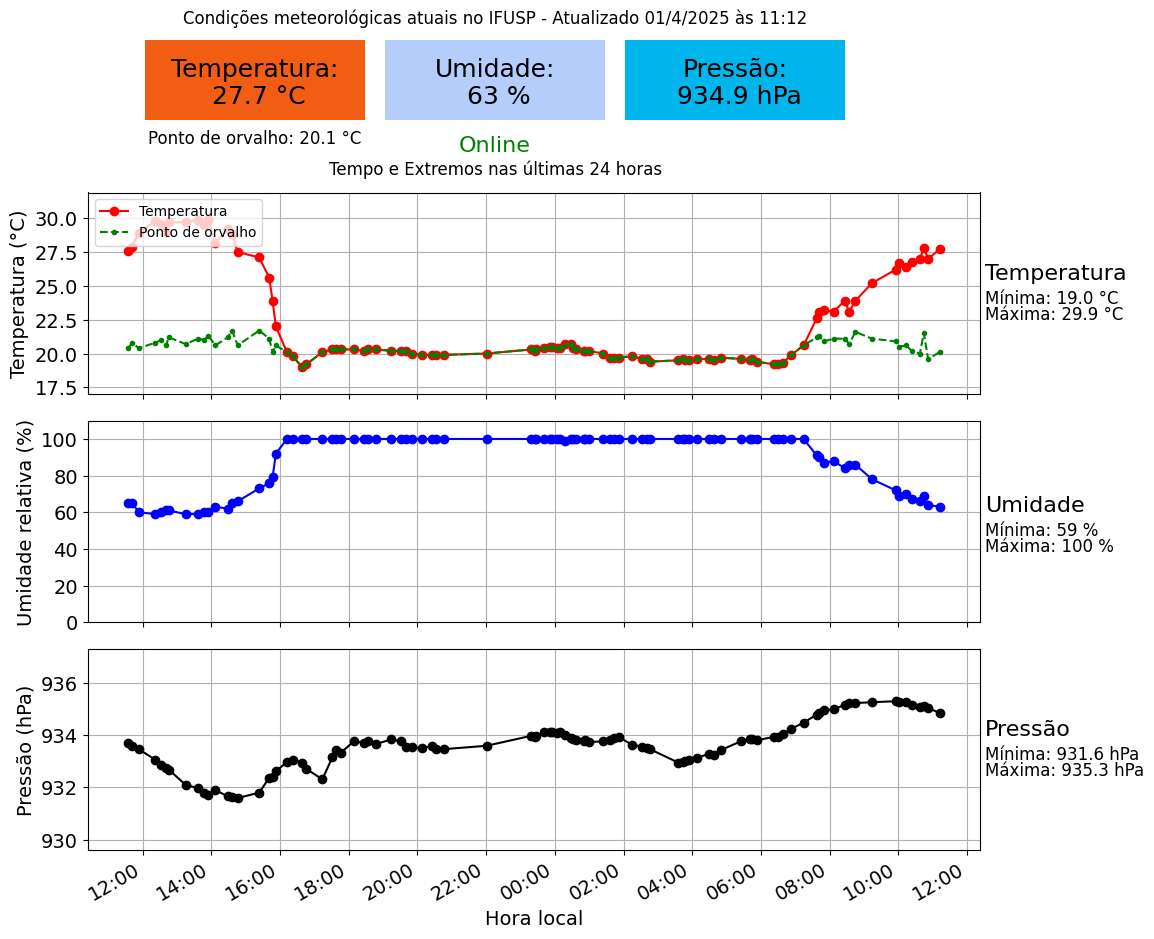 Condições meteorológicas atuais no IFUSP - Atualizado 01/4/2025 às 11:12
Temperatura:
27.7 °C
Umidade:
63 %
Pressão:
934.9 hPa
Ponto de orvalho: 20.1 °C
Online
Tempo e Extremos nas últimas 24 horas
Temperatura (°C)
30.0
27.5
25.0
22.5
20.0
17.5
Temperatura
Ponto de orvalho
Temperatura
Mínima: 19.0 °C
Máxima: 29.9 °C
Umidade relativa (%)
100
80
60
40
20
0
Umidade
Mínima: 59 %
Máxima: 100 %
Pressão (hPa)
936
934
932
930
Pressão
Mínima: 931.6 hPa
Máxima: 935.3 hPa
12:00 14:00 16:00 18:00 20:00 22:00 00:00 02:00 04:00 06:00 08:00 10:00 12:00
Hora local